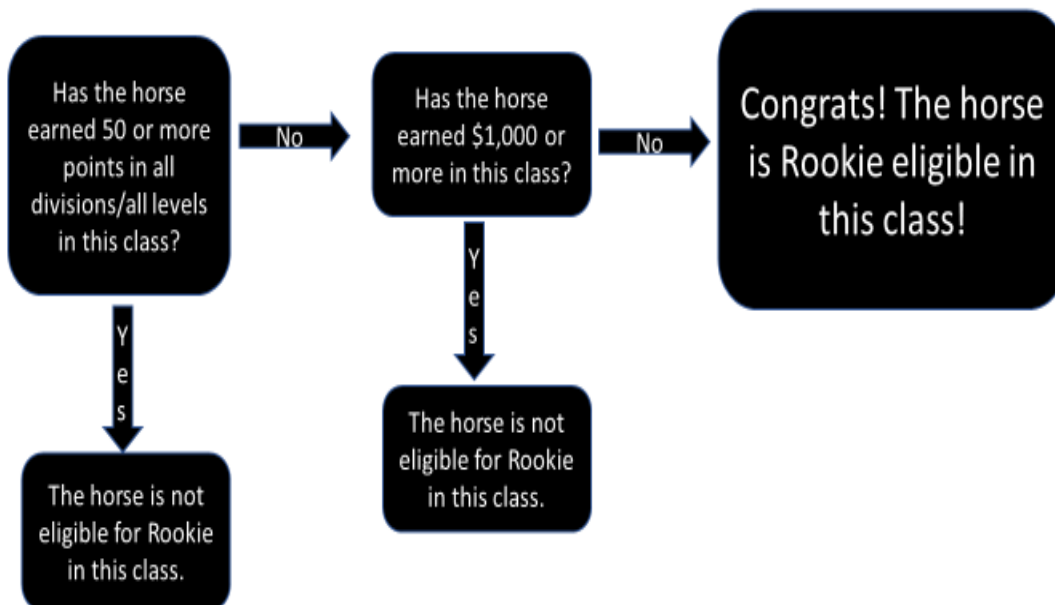 Has the horse
earned 50 or more
points in all
divisions/all levels
in this class?
No
Has the horse
earned $1,000 or
more in this class?
No
Congrats! The horse
is Rookie eligible in
this class!
Yes
Yes
The horse is not
eligible for Rookie
in this class.
The horse is not
eligible for Rookie
in this class.